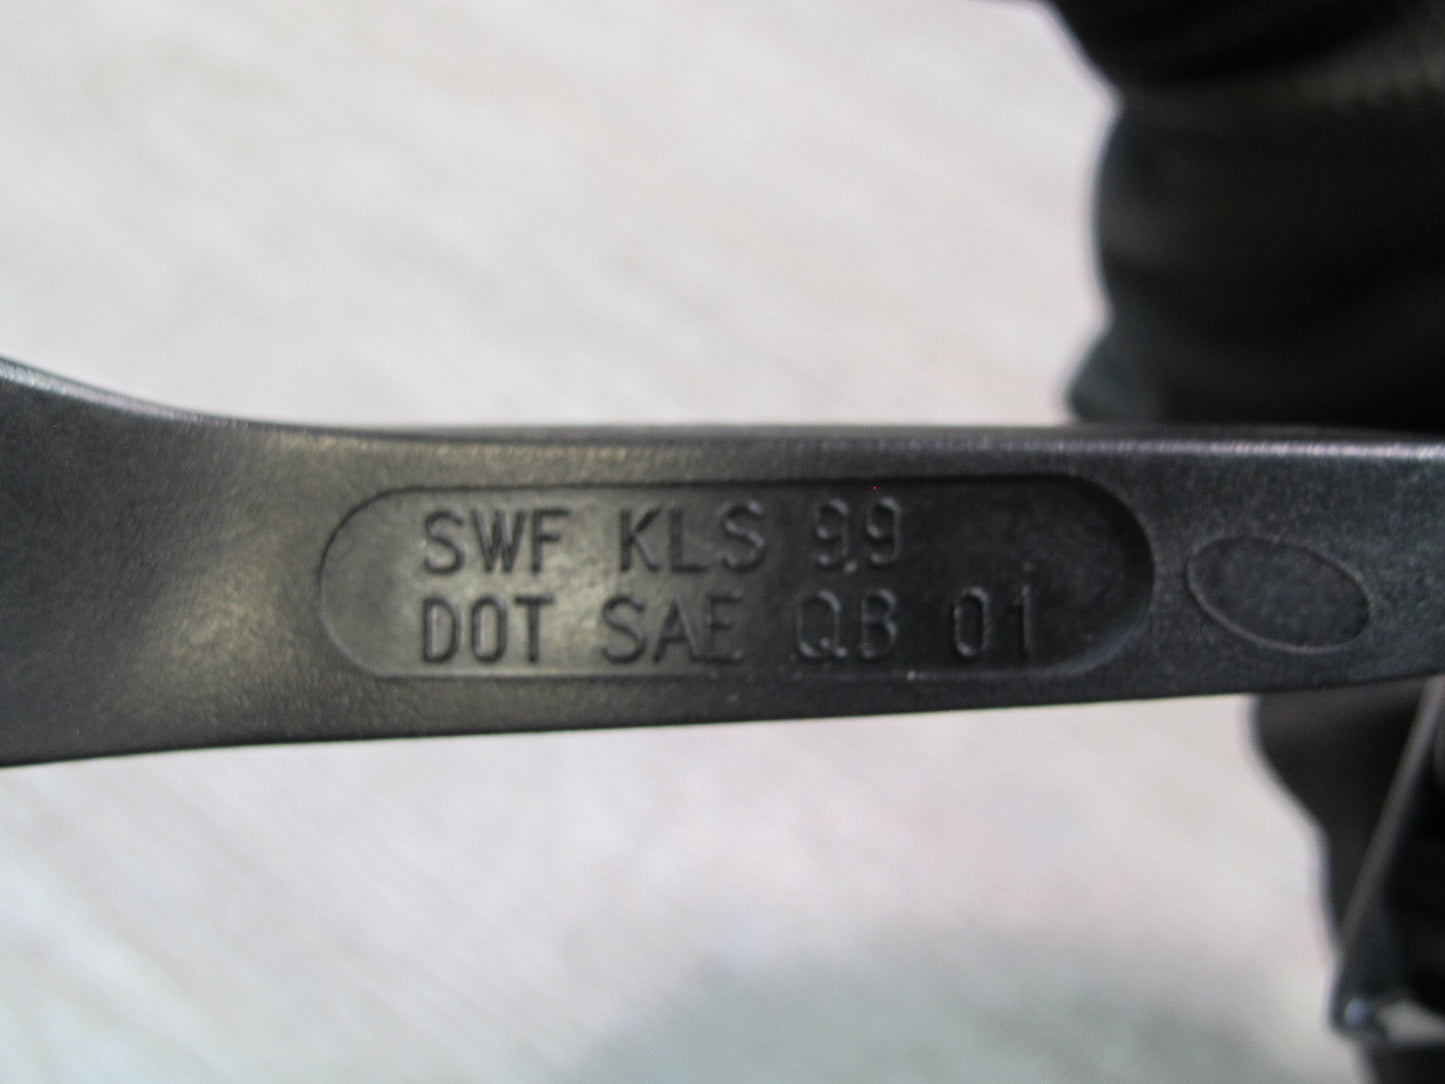 SWF KLS 99
DOT SAE QB 01